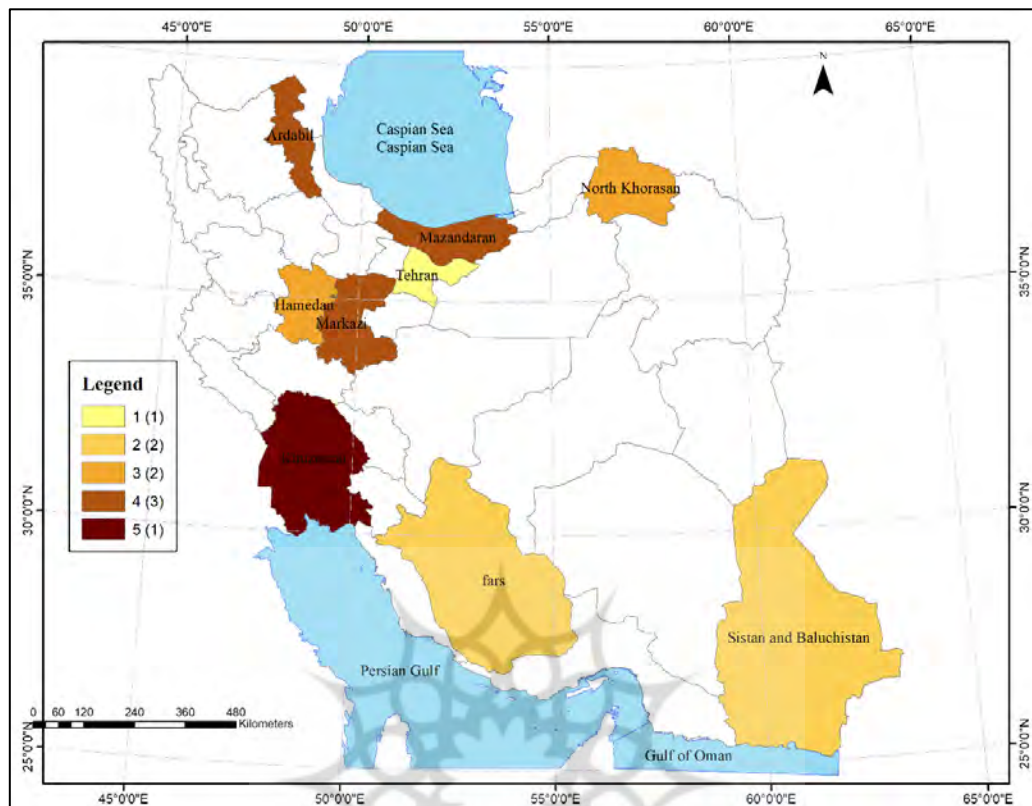 45°0'0"E
50°0'0"E
55°0'0"E
60°0'0"E
65°0'0"E
N
Ardabil
Caspian Sea
Caspian Sea
North Khorasan
Mazandaran
Tehran
35°0'0"N
35°0'0"N
Hamedan
Markazi
Legend
1 (1)
2 (2)
3 (2)
4 (3)
5 (1)
30°0'0"N
30°0'0"N
fars
Sistan and Baluchistan
Persian Gulf
0 60 120 240 360 480
Kilometers
Gulf of Oman
25°0'0"N
25°0'0"N
45°0'0"E
50°0'0"E
55°0'0"E
60°0'0"E
65°0'0"E